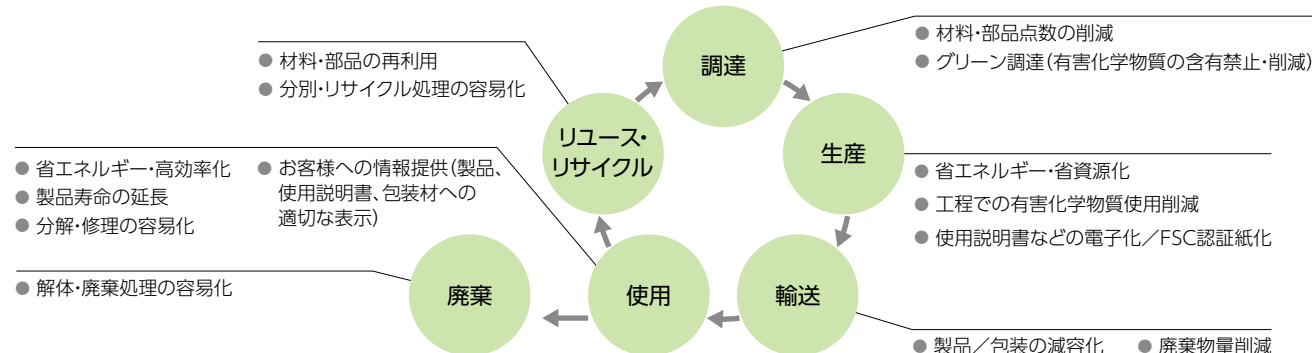 調達
● 材料・部品点数の削減
● グリーン調達（有害化学物質の含有禁止・削減）
● 材料・部品の再利用
● 分別・リサイクル処理の容易化
リユース・
リサイクル
生産
● 省エネルギー・省資源化
● 工程での有害化学物質使用削減
● 使用説明書などの電子化／FSC認証紙化
● 省エネルギー・高効率化
● 製品寿命の延長
● 分解・修理の容易化
● お客様への情報提供（製品、
使用説明書、包装材への
適切な表示）
● 解体・廃棄処理の容易化
廃棄
使用
輸送
● 製品／包装の減容化 ● 廃棄物量削減